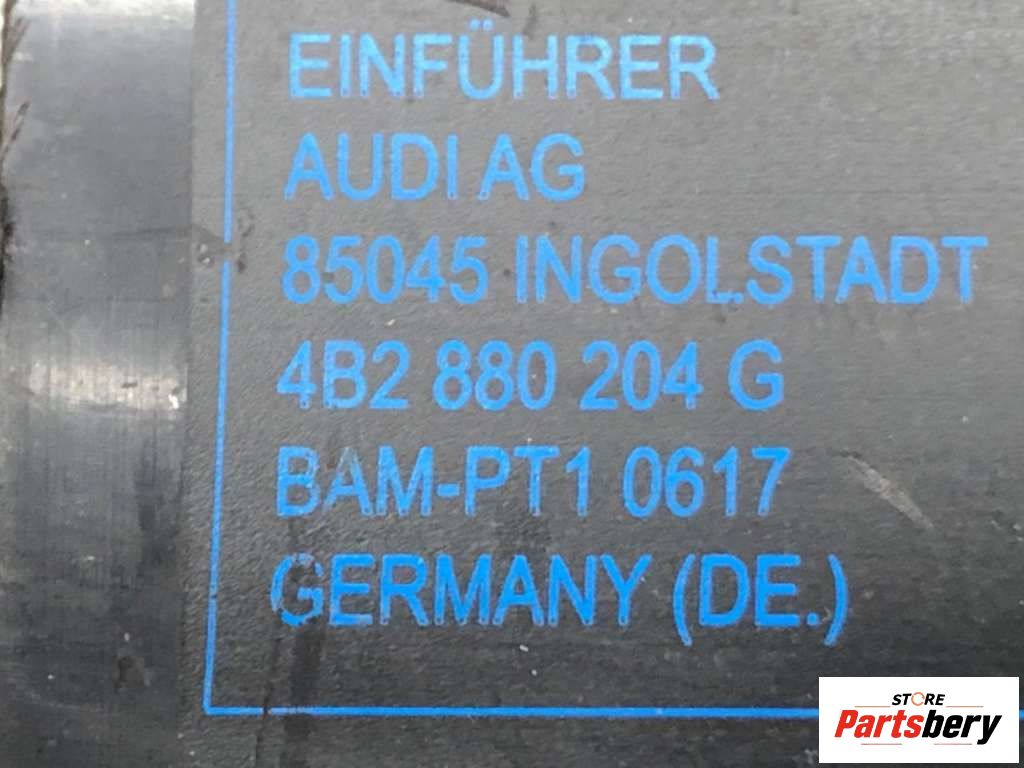 EINFÜHRER
AUDI AG
85045 INGOLSTADT
4B2 880 204 G
BAM-PT1 0617
GERMANY (DE.)
STORE
Partsbery